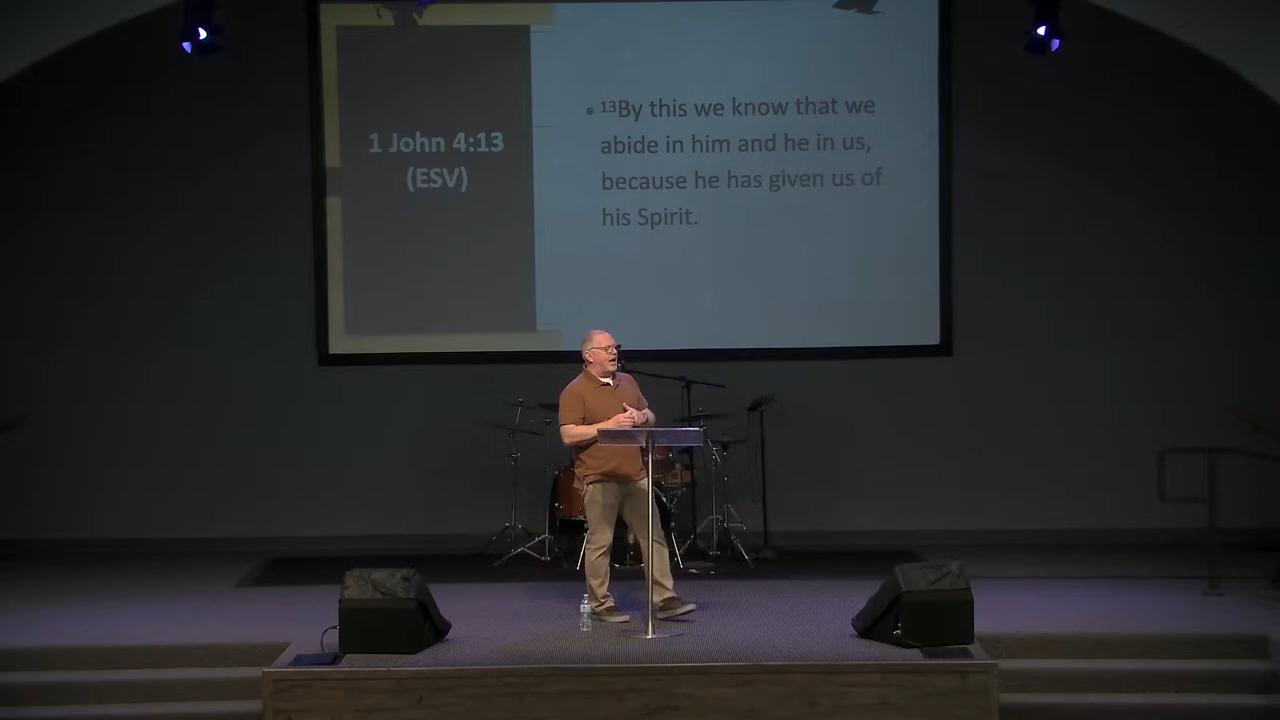 1 John 4:13
(ESV)
• ¹³By this we know that we
abide in him and he in us,
because he has given us of
his Spirit.